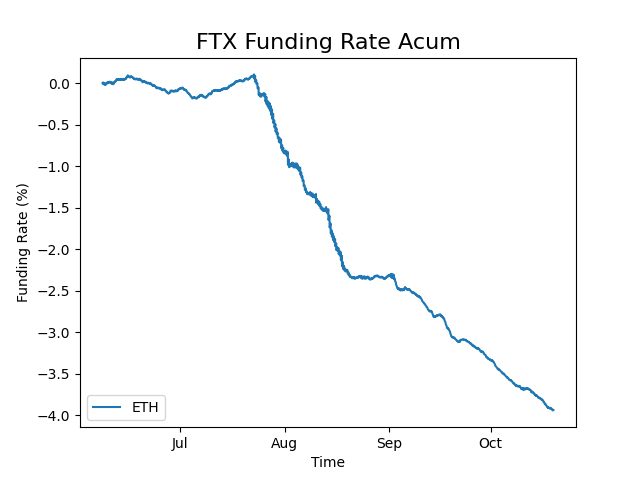 FTX Funding Rate Acum
Funding Rate (%)
0.0
−0.5
−1.0
−1.5
−2.0
−2.5
−3.0
−3.5
−4.0
ETH
Jul Aug Sep Oct
Time